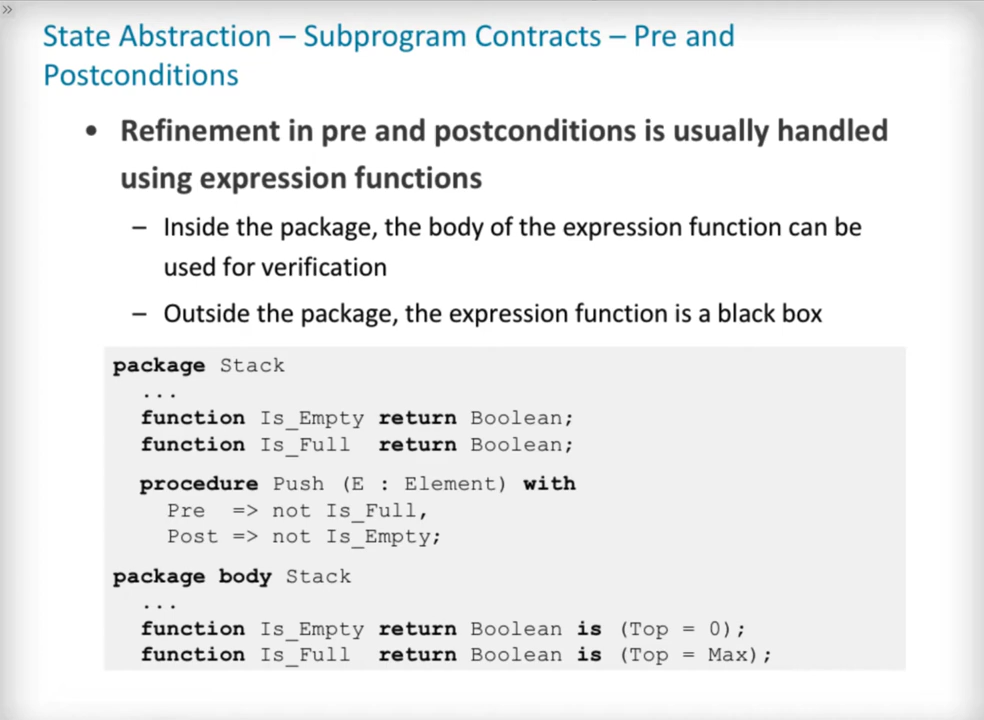 »
State Abstraction – Subprogram Contracts – Pre and
Postconditions
• Refinement in pre and postconditions is usually handled
using expression functions
– Inside the package, the body of the expression function can be
used for verification
– Outside the package, the expression function is a black box
package Stack
...
function Is_Empty return Boolean;
function Is_Full return Boolean;
procedure Push (E : Element) with
Pre => not Is_Full,
Post => not Is_Empty;
package body Stack
...
function Is_Empty return Boolean is (Top = 0);
function Is_Full return Boolean is (Top = Max);